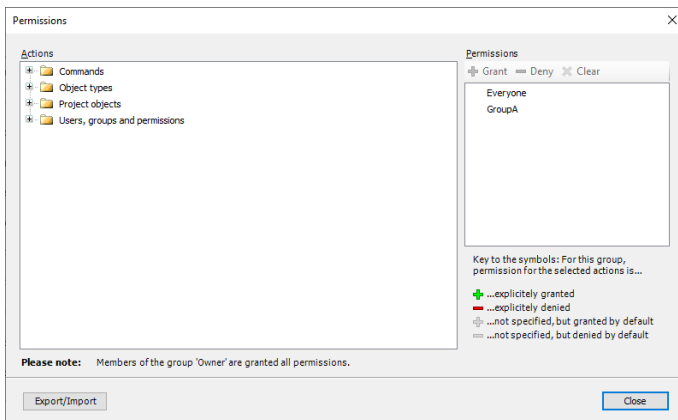 Permissions
Actions
Commands
Object types
Project objects
Users, groups and permissions
Permissions
Grant Deny Clear
Everyone
GroupA
Key to the symbols: For this group,
permission for the selected actions is...
...explicitely granted
...explicitely denied
...not specified, but granted by default
...not specified, but denied by default
Please note: Members of the group 'Owner' are granted all permissions.
Export/Import
Close